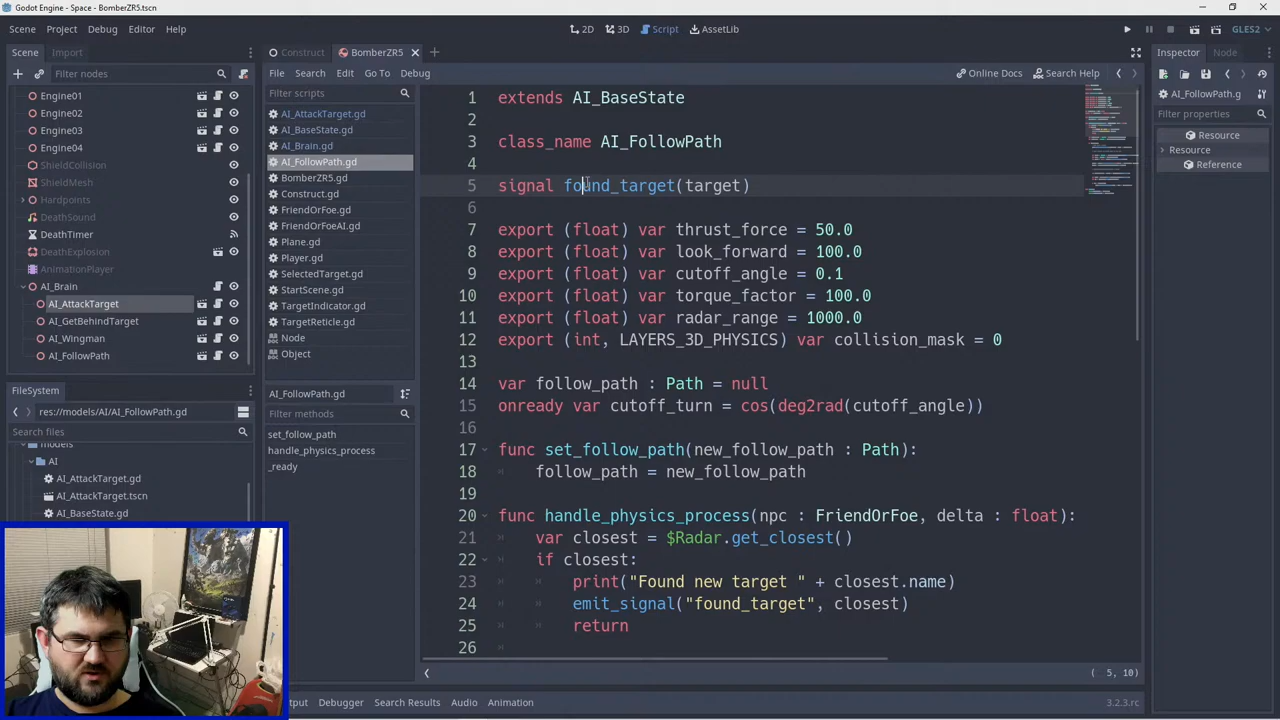 Godot Engine - Space - BomberZR5.tscn
Scene Project Debug Editor Help
2D 3D Script AssetLib
GLES2
Scene Import
Filter nodes
Engine01
Engine02
Engine03
Engine04
ShieldCollision
ShieldMesh
Hardpoints
DeathSound
DeathTimer
DeathExplosion
AnimationPlayer
AI_Brain
AI_AttackTarget
AI_GetBehindTarget
AI_Wingman
AI_FollowPath
FileSystem
res://models/AI/AI_FollowPath.gd
Search files
models
AI
AI_AttackTarget.gd
AI_AttackTarget.tscn
AI_BaseState.gd
Construct BomberZR5
File Search Edit Go To Debug
Online Docs Search Help
Filter scripts
AI_AttackTarget.gd
AI_BaseState.gd
AI_Brain.gd
AI_FollowPath.gd
BomberZR5.gd
Construct.gd
FriendOrFoe.gd
FriendOrFoeAI.gd
Plane.gd
Player.gd
SelectedTarget.gd
StartScene.gd
TargetIndicator.gd
TargetReticle.gd
Node
Object
AI_FollowPath.gd
Filter methods
set_follow_path
handle_physics_process
_ready
1 extends AI_BaseState
2
3 class_name AI_FollowPath
4
5 signal found_target(target)
6
7 export (float) var thrust_force = 50.0
8 export (float) var look_forward = 100.0
9 export (float) var cutoff_angle = 0.1
10 export (float) var torque_factor = 100.0
11 export (float) var radar_range = 1000.0
12 export (int, LAYERS_3D_PHYSICS) var collision_mask = 0
13
14 var follow_path : Path = null
15 onready var cutoff_turn = cos(deg2rad(cutoff_angle))
16
17 func set_follow_path(new_follow_path : Path):
18 follow_path = new_follow_path
19
20 func handle_physics_process(npc : FriendOrFoe, delta : float):
21 var closest = $Radar.get_closest()
22 if closest:
23 print("Found new target " + closest.name)
24 emit_signal("found_target", closest)
25 return
26
( 5, 10)
Output Debugger Search Results Audio Animation
3.2.3.rc
Inspector Node
AI_FollowPath.g
Filter properties
Resource
Resource
Reference